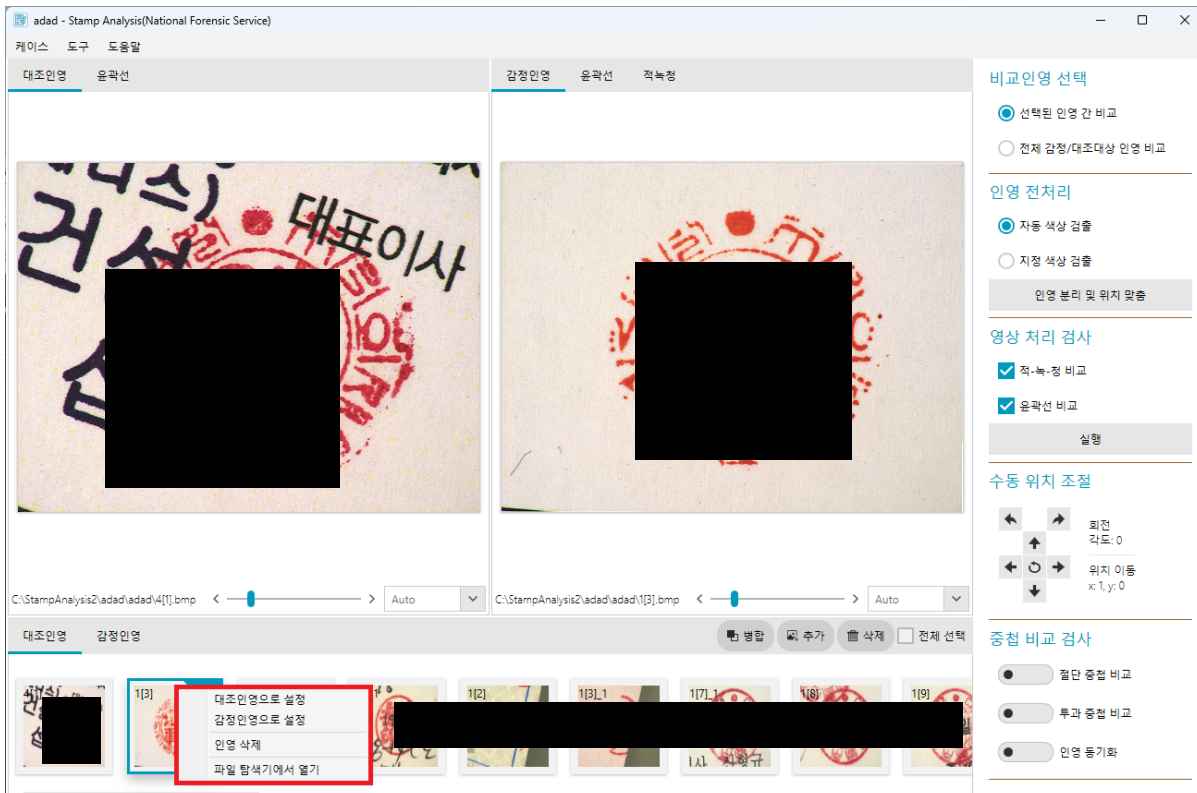 adad - Stamp Analysis(National Forensic Service)
케이스 도구 도움말
대조인영 윤곽선
감정인영 윤곽선 적녹청
건설
대표이사
C:\StampAnalysis2\adad\adad\4[1].bmp
Auto
C:\StampAnalysis2\adad\adad\1[3].bmp
Auto
비교인영 선택
선택된 인영 간 비교
전체 감정/대조대상 인영 비교
인영 전처리
자동 색상 검출
지정 색상 검출
인영 분리 및 위치 맞춤
영상 처리 검사
적-녹-청 비교
윤곽선 비교
실행
수동 위치 조절
회전
각도: 0
위치 이동
x: 1, y: 0
중첩 비교 검사
절단 중첩 비교
투과 중첩 비교
인영 동기화
대조인영 감정인영
병합 추가 삭제 전체 선택
1[3]
1[2]
1[3]_1
1[7]_1
1[8]
1[9]
대조인영으로 설정
감정인영으로 설정
인영 삭제
파일 탐색기에서 열기